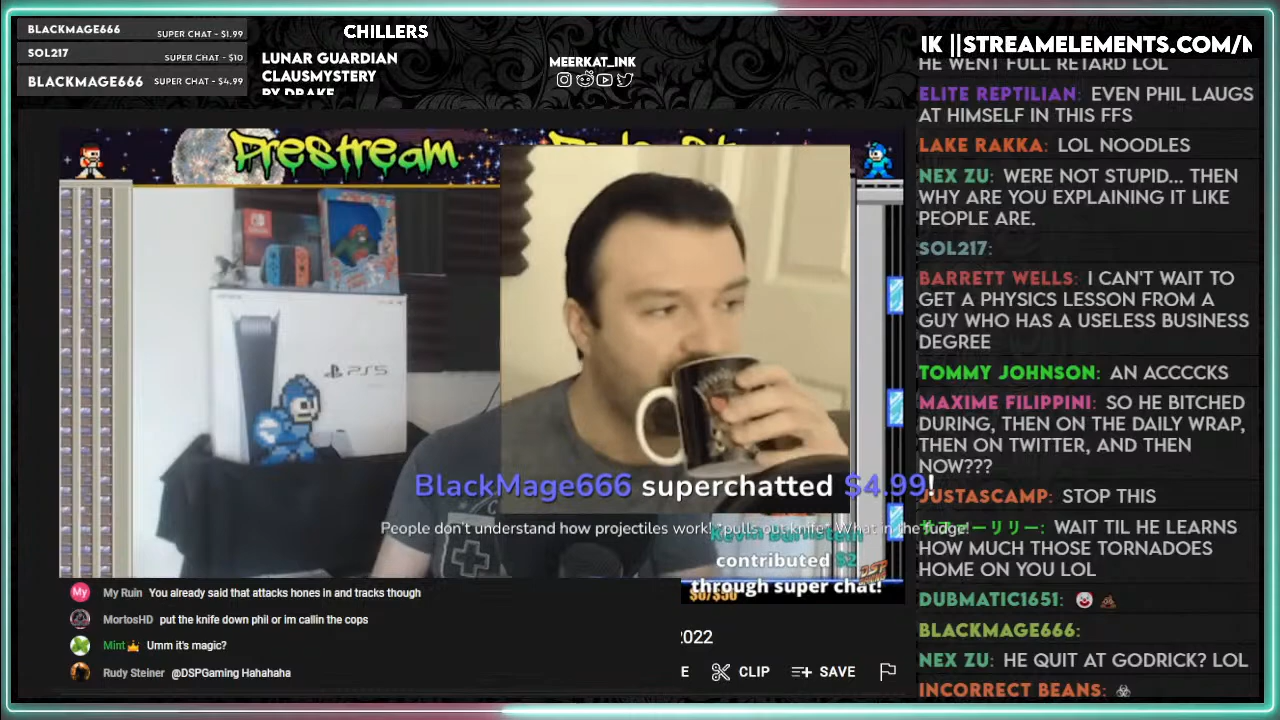 BLACKMAGE666 SUPER CHAT - $1.99
SOL217 SUPER CHAT - $10
BLACKMAGE666 SUPER CHAT - $4.99
CHILLERS
LUNAR GUARDIAN
CLAUSMYSTERY
BY DRAKE
MEERKAT_INK
IK ||STREAMELEMENTS.COM/M
HE WENT FULL RETARD LOL
ELITE REPTILIAN: EVEN PHIL LAUGS
AT HIMSELF IN THIS FFS
LAKE RAKKA: LOL NOODLES
NEX ZU: WERE NOT STUPID... THEN
WHY ARE YOU EXPLAINING IT LIKE
PEOPLE ARE.
SOL217:
BARRETT WELLS: I CAN'T WAIT TO
GET A PHYSICS LESSON FROM A
GUY WHO HAS A USELESS BUSINESS
DEGREE
TOMMY JOHNSON: AN ACCCCKS
MAXIME FILIPPINI: SO HE BITCHED
DURING, THEN ON THE DAILY WRAP,
THEN ON TWITTER, AND THEN
NOW???
JUSTASCAMP: STOP THIS
WAIT TIL HE LEARNS
HOW MUCH THOSE TORNADOES
HOME ON YOU LOL
DUBMATIC1651:
BLACKMAGE666:
NEX ZU: HE QUIT AT GODRICK? LOL
INCORRECT BEANS:
Prestream
PS5
BlackMage666 superchatted $4.99!
People don't understand how projectiles work! *pulls out knife* What in the fudge!
Kevin Burnstein
contributed $2
through super chat!
$0/$50
My Ruin You already said that attacks hones in and tracks though
MortosHD put the knife down phil or im callin the cops
Mint Umm it's magic?
Rudy Steiner @DSPGaming Hahahaha
2022
E CLIP SAVE